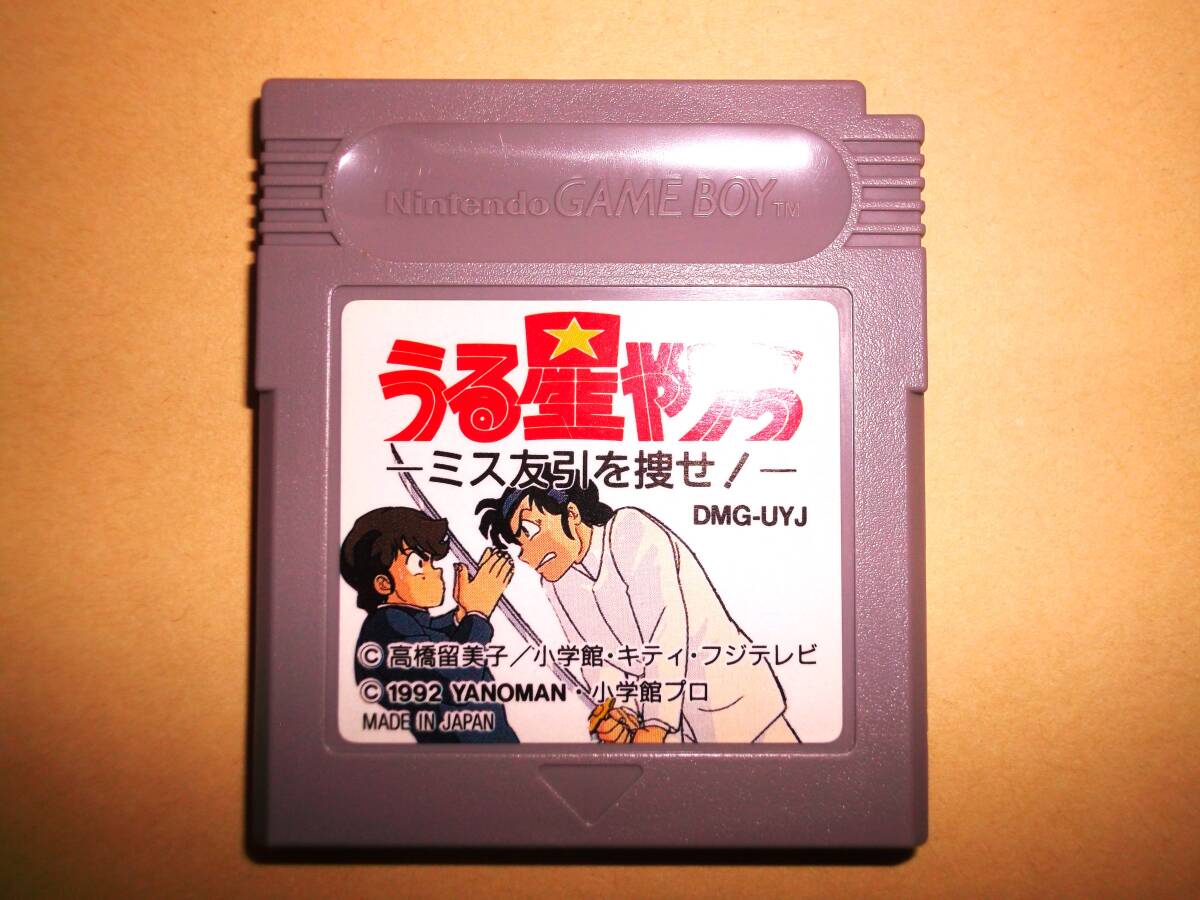 Nintendo GAME BOY TM
うる星やつら
―ミス友引を捜せ!―
DMG-UYJ
© 高橋留美子/小学館・キティ・フジテレビ
© 1992 YANOMAN・小学館プロ
MADE IN JAPAN